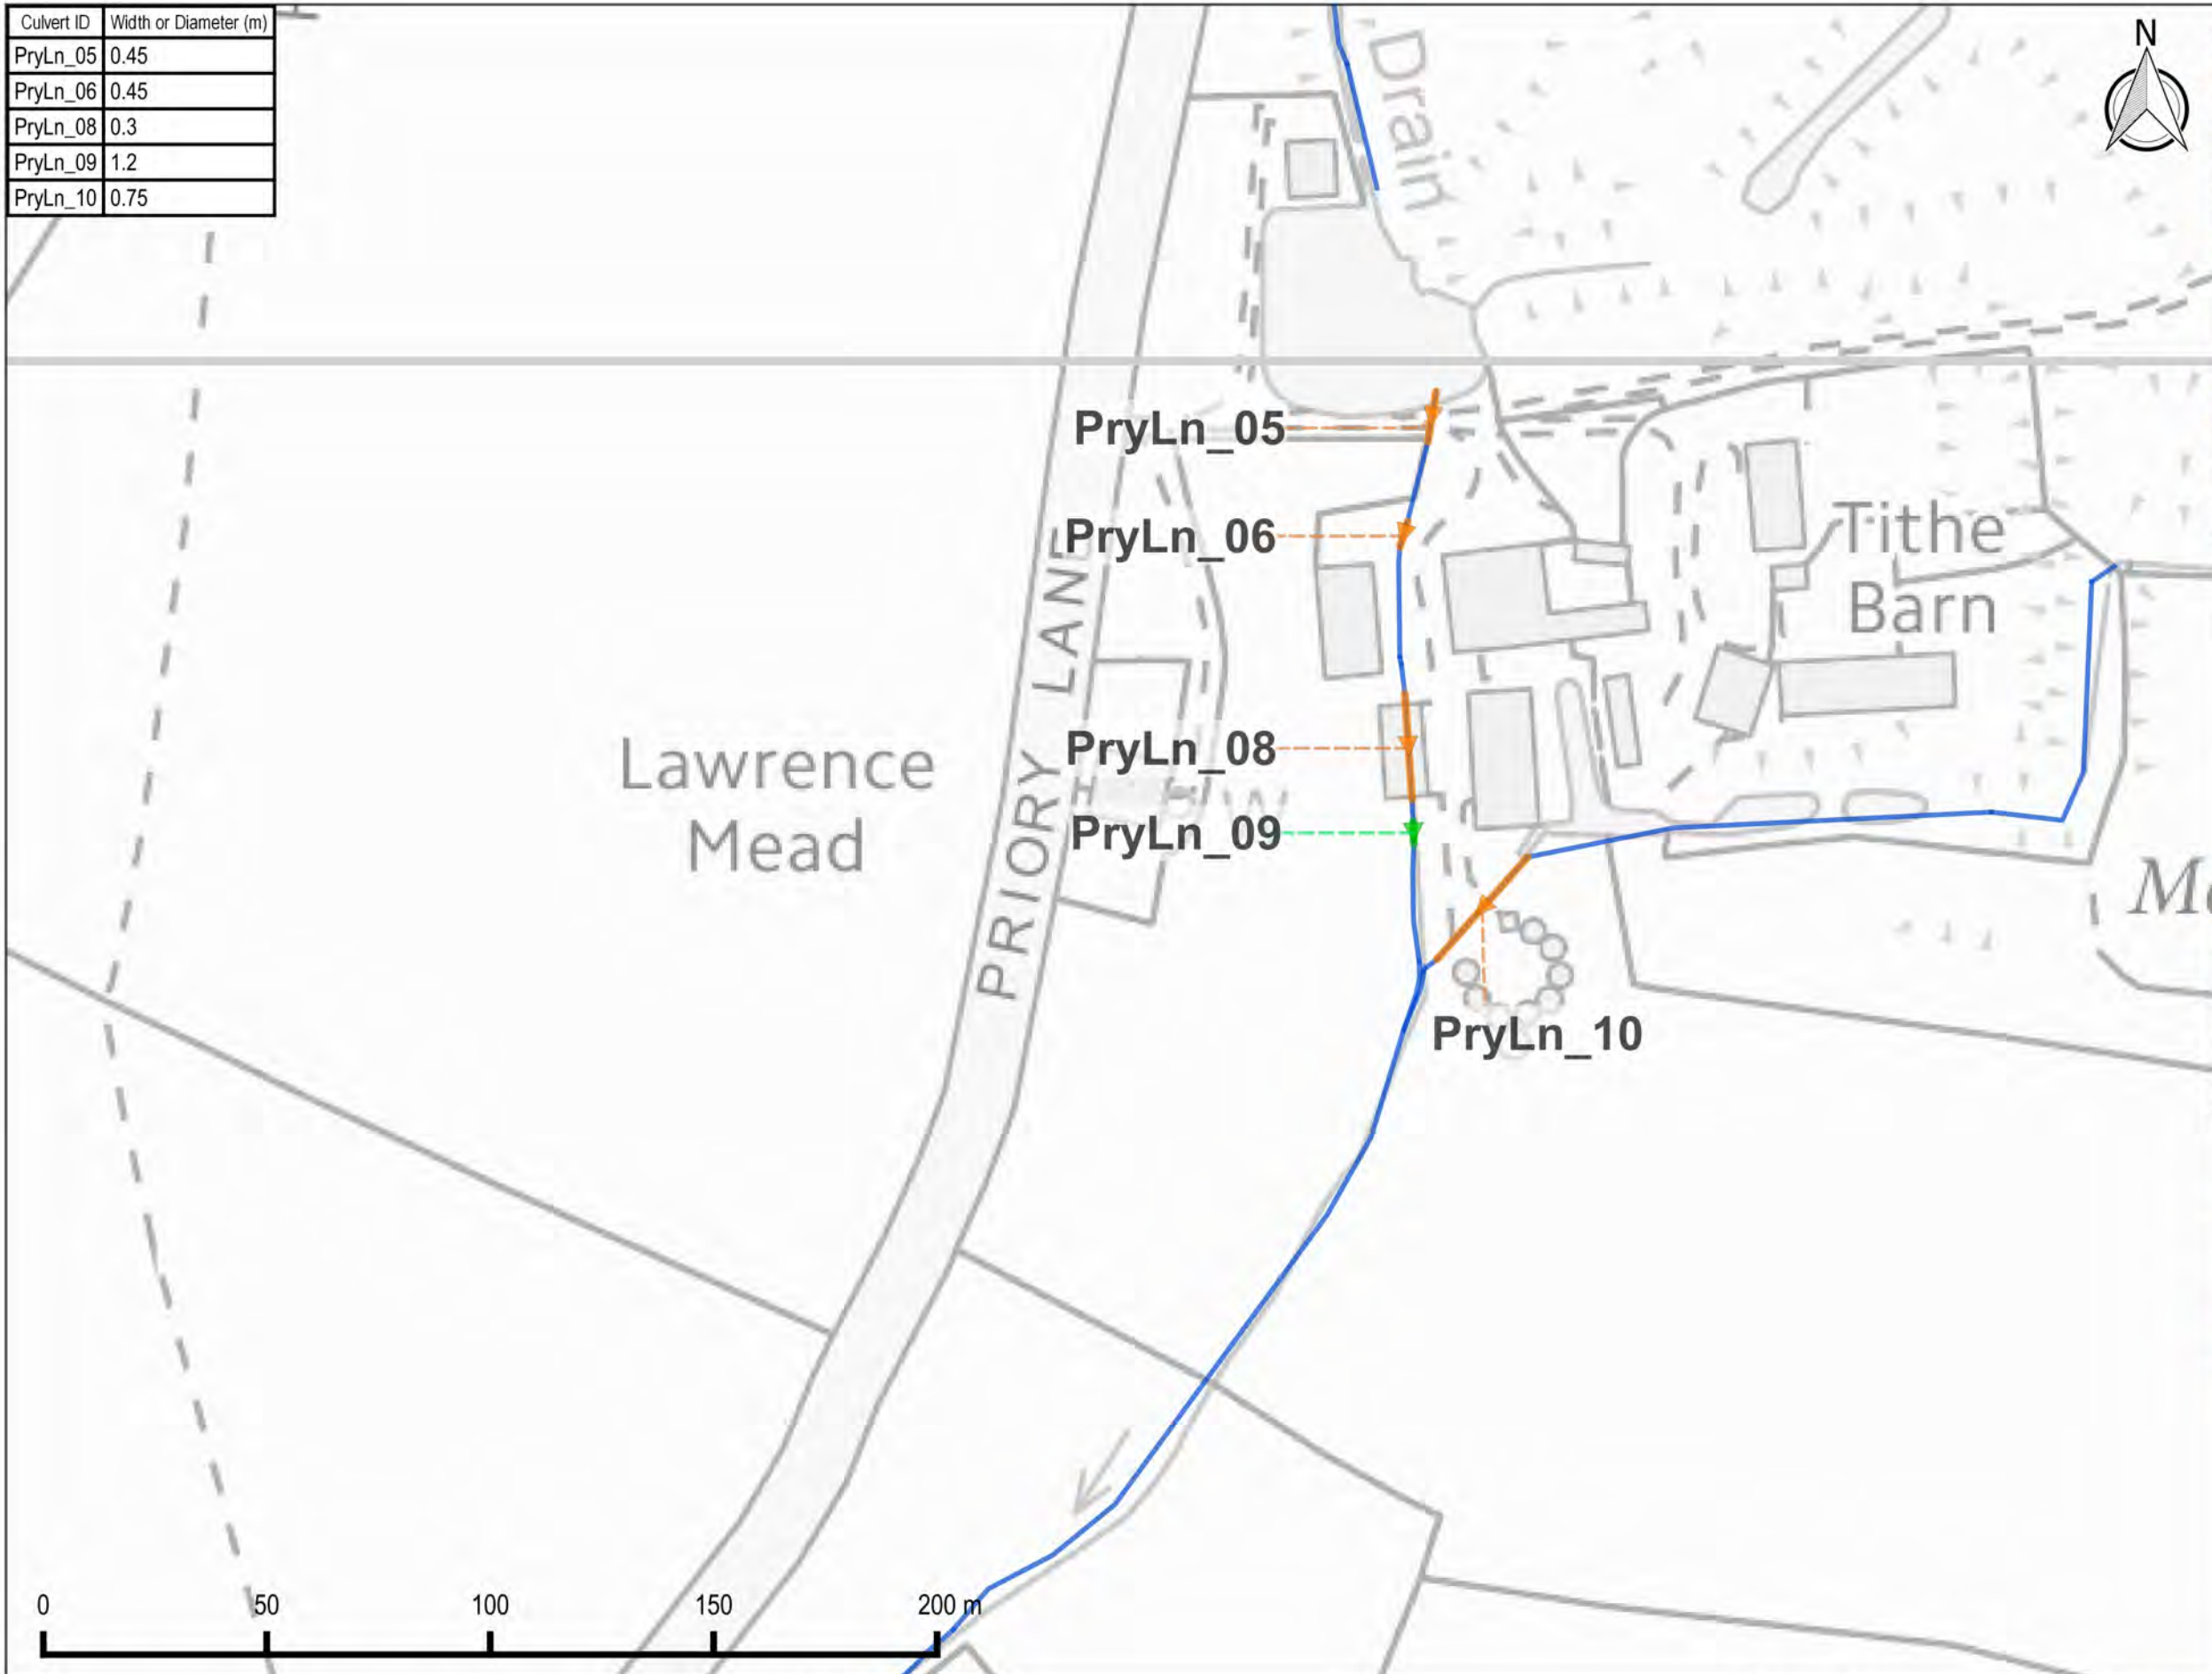 Culvert ID Width or Diameter (m)
PryLn_05 0.45
PryLn_06 0.45
PryLn_08 0.3
PryLn_09 1.2
PryLn_10 0.75
N
Drain
PryLn_05
PryLn_06
Tithe
Barn
PRIORY LANE
Lawrence
Mead
PryLn_08
PryLn_09
PryLn_10
0 50 100 150 200 m